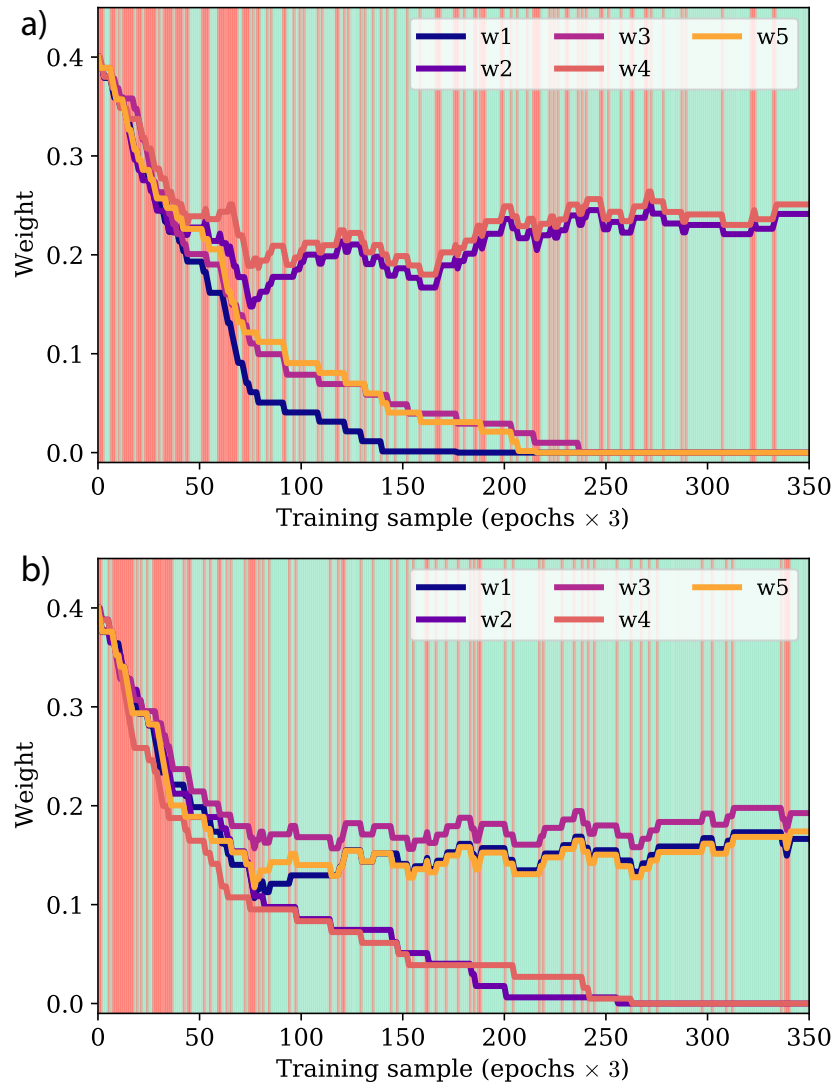 a)
w1 w3 w5
w2 w4
0.4
0.3
0.2
0.1
0.0
Weight
0 50 100 150 200 250 300 350
Training sample (epochs × 3)
b)
w1 w3 w5
w2 w4
0.4
0.3
0.2
0.1
0.0
Weight
0 50 100 150 200 250 300 350
Training sample (epochs × 3)